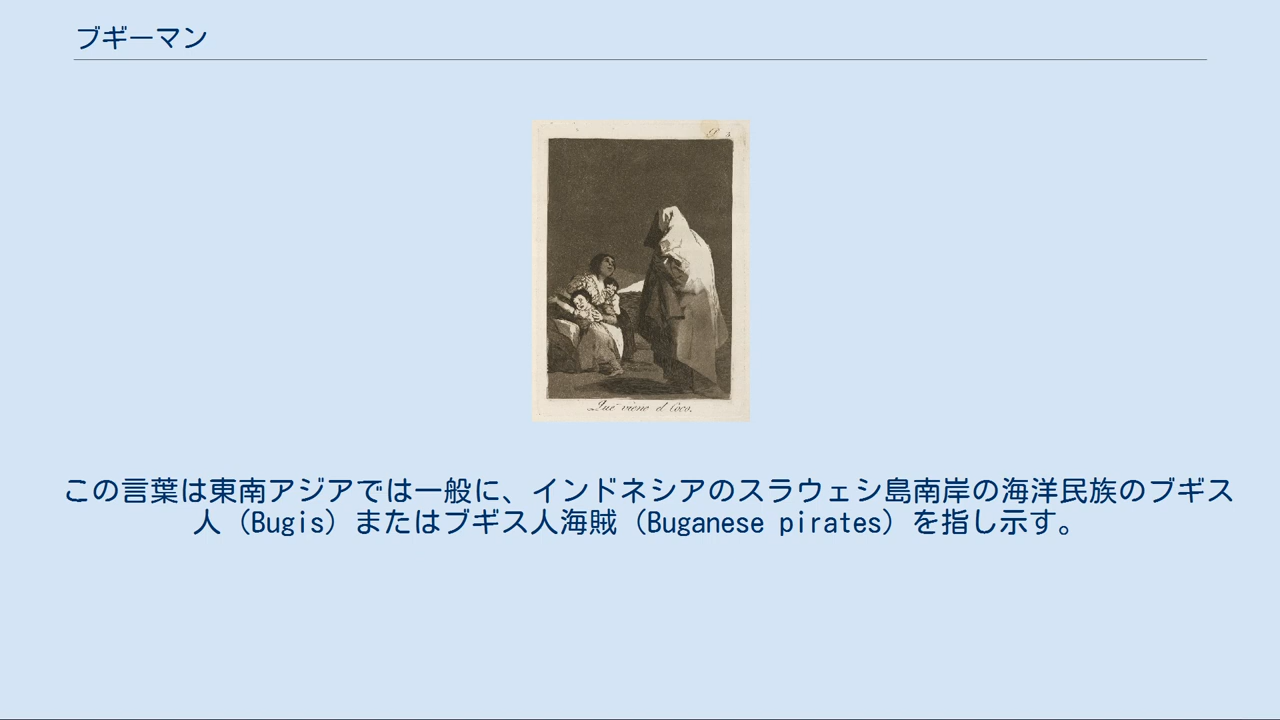 ブギーマン
Que viene el Coco.
この言葉は東南アジアでは一般に、インドネシアのスラウェシ島南岸の海洋民族のブギス
人（Bugis）またはブギス人海賊（Buganese pirates）を指し示す。